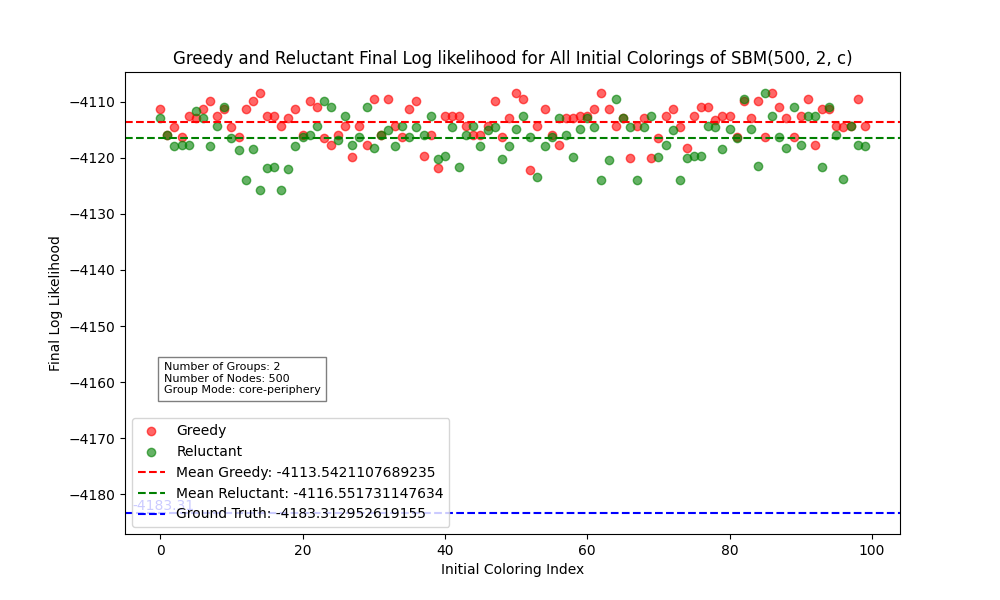 Greedy and Reluctant Final Log likelihood for All Initial Colorings of SBM(500, 2, c)
Final Log Likelihood
−4110
−4120
−4130
−4140
−4150
−4160
−4170
−4180
Number of Groups: 2
Number of Nodes: 500
Group Mode: core-periphery
Greedy
Reluctant
Mean Greedy: -4113.5421107689235
Mean Reluctant: -4116.551731147634
-4183.31
Ground Truth: -4183.312952619155
0 20 40 60 80 100
Initial Coloring Index